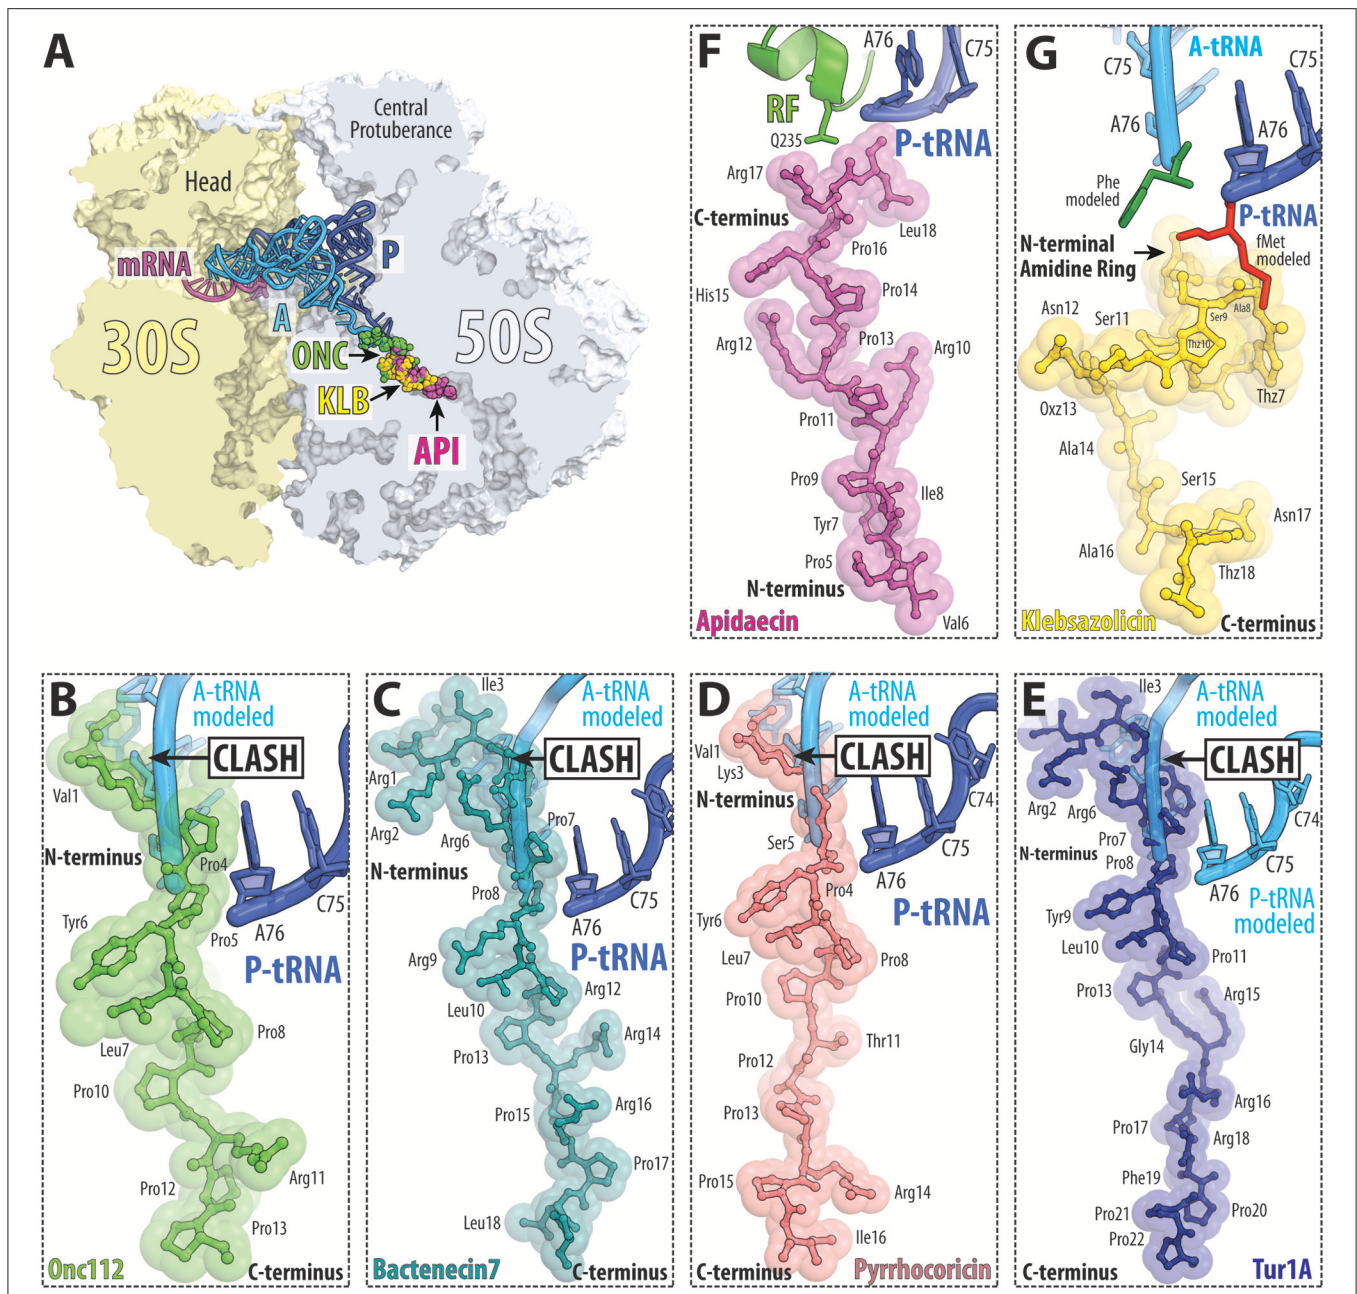 A
Central
Protuberance
Head
mRNA
P
A
30S
50S
ONC
KLB
API
F
A76
C75
RF
Q235
P-tRNA
Arg17
C-terminus
Leu18
Pro16
His15
Pro14
Arg12
Pro13
Arg10
Pro11
Pro9
Ile8
Tyr7
Pro5
N-terminus
Apidaecin
Val6
G
A-tRNA
C75
C75
A76
A76
Phe
modeled
P-tRNA
N-terminal
Amidine Ring
fMet
modeled
Asn12
Ser11
Ala8
Ser9
Thz10
Oxz13
Thz7
Ala14
Ser15
Asn17
Ala16
Thz18
Klebsazolicin
C-terminus
B
A-tRNA
modeled
CLASH
Val1
N-terminus
Pro4
C75
Tyr6
Pro5
A76
P-tRNA
Pro8
Leu7
Pro10
Arg11
Pro12
Pro13
Onc112
C-terminus
C
Ile3
A-tRNA
modeled
CLASH
Arg1
Arg2
Arg6
Pro7
N-terminus
Pro8
C75
A76
P-tRNA
Arg9
Arg12
Leu10
Arg14
Pro13
Arg16
Pro15
Pro17
Leu18
Bactenecin7
C-terminus
D
A-tRNA
modeled
Val1
CLASH
Lys3
N-terminus
C74
Ser5
C75
A76
Pro4
P-tRNA
Tyr6
Leu7
Pro8
Pro10
Thr11
Pro12
Pro13
Pro15
Arg14
Ile16
C-terminus
Pyrrhocoricin
E
Ile3
A-tRNA
modeled
CLASH
Arg2
Arg6
C74
Pro7
N-terminus
Pro8
C75
A76
P-tRNA
modeled
Tyr9
Leu10
Pro11
Pro13
Arg15
Gly14
Arg16
Pro17
Arg18
Phe19
Pro21
Pro20
Pro22
C-terminus
Tur1A